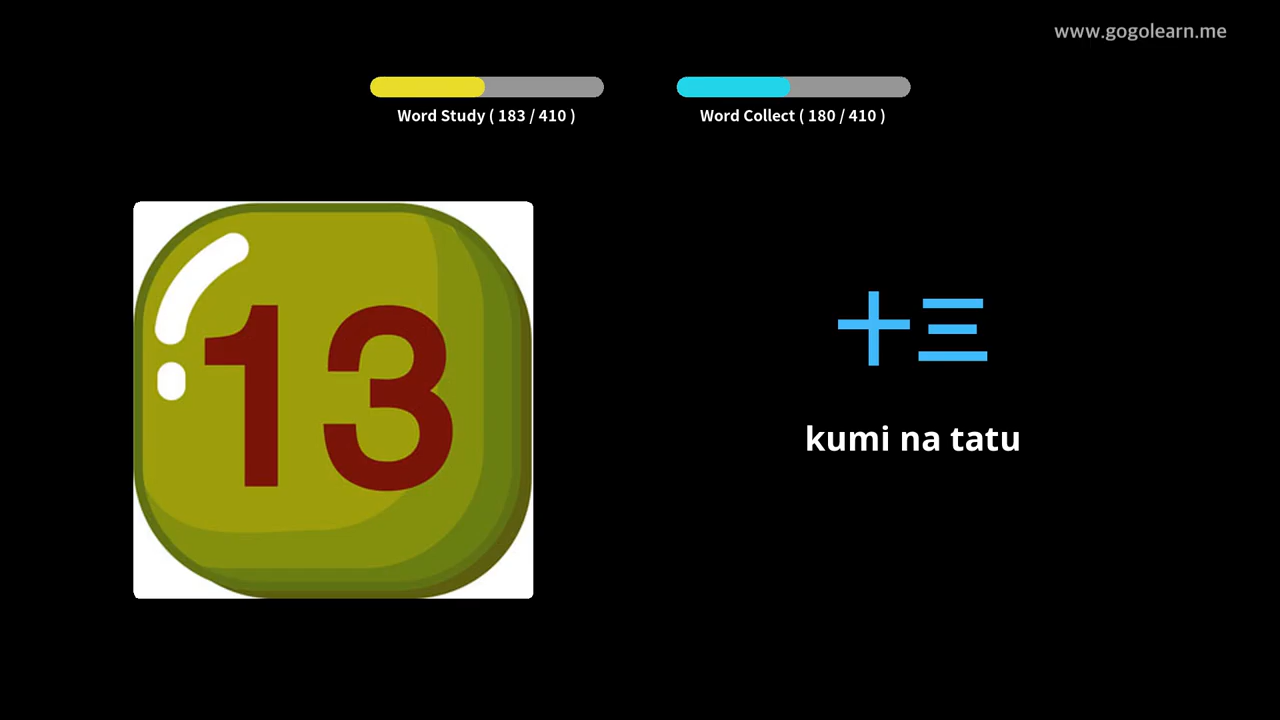 www.gogolearn.me
Word Study ( 183 / 410 )
Word Collect ( 180 / 410 )
13
十三
kumi na tatu